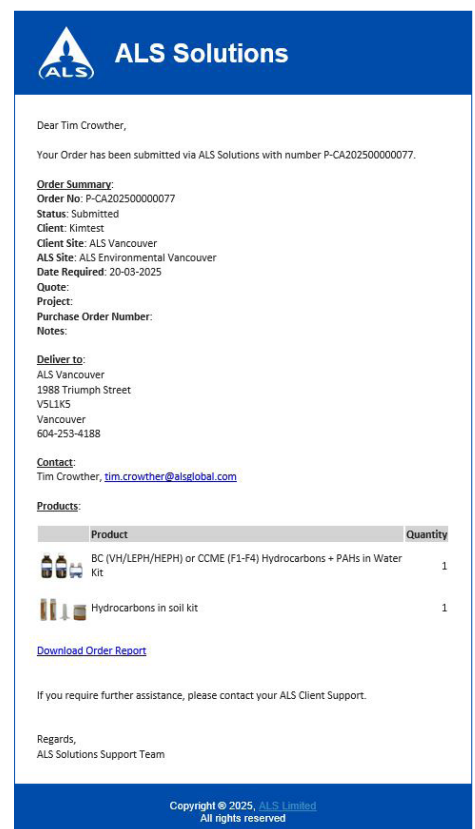 ALS
ALS Solutions
Dear Tim Crowther,
Your Order has been submitted via ALS Solutions with number P-CA202500000077.
Order Summary:
Order No: P-CA202500000077
Status: Submitted
Client: Kimtest
Client Site: ALS Vancouver
ALS Site: ALS Environmental Vancouver
Date Required: 20-03-2025
Quote:
Project:
Purchase Order Number:
Notes:
Deliver to:
ALS Vancouver
1988 Triumph Street
V5L1K5
Vancouver
604-253-4188
Contact:
Tim Crowther, tim.crowther@alsglobal.com
Products:
Product Quantity
BC (VH/LEPH/HEPH) or CCME (F1-F4) Hydrocarbons + PAHs in Water
Kit 1
Hydrocarbons in soil kit 1
Download Order Report
If you require further assistance, please contact your ALS Client Support.
Regards,
ALS Solutions Support Team
Copyright © 2025, ALS Limited
All rights reserved